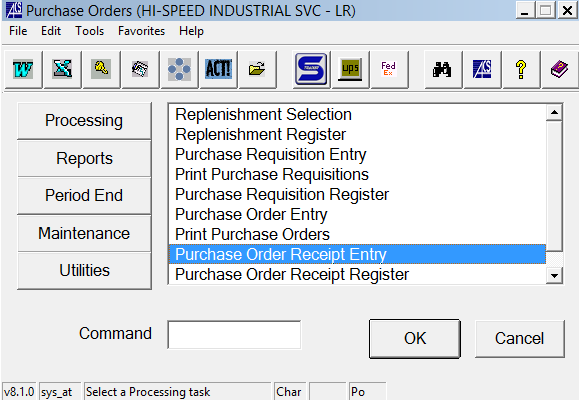 Purchase Orders (HI-SPEED INDUSTRIAL SVC - LR)
File Edit Tools Favorites Help
W X ACT! S ups Fed Ex ?
Processing
Reports
Period End
Maintenance
Utilities
Replenishment Selection
Replenishment Register
Purchase Requisition Entry
Print Purchase Requisitions
Purchase Requisition Register
Purchase Order Entry
Print Purchase Orders
Purchase Order Receipt Entry
Purchase Order Receipt Register
Command
OK Cancel
v8.1.0 sys_at Select a Processing task Char Po